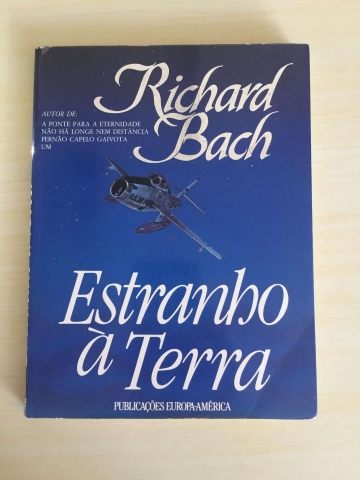 Richard
Bach
AUTOR DE:
A PONTE PARA A ETERNIDADE
NÃO HÁ LONGE NEM DISTÂNCIA
FERNÃO CAPELO GAIVOTA
UM
Estranho
à Terra
PUBLICAÇÕES EUROPA-AMÉRICA